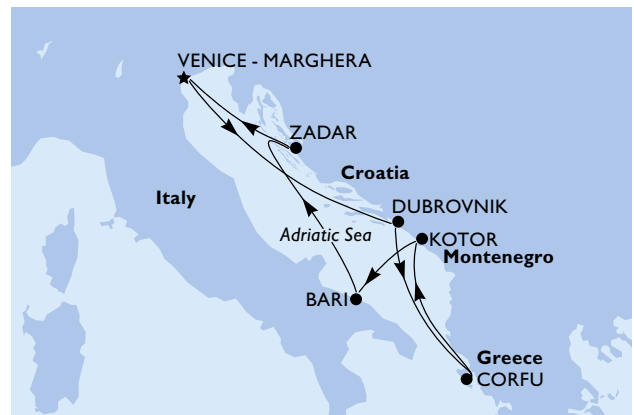 VENICE - MARGHERA
ZADAR
Croatia
Italy
DUBROVNIK
Adriatic Sea
KOTOR
Montenegro
BARI
Greece
CORFU